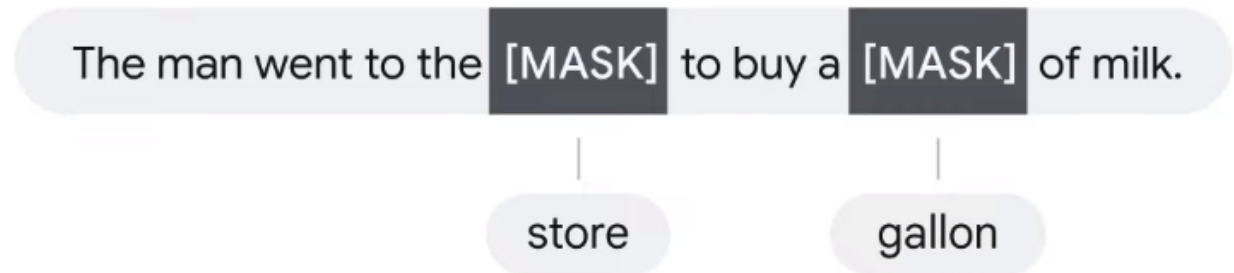 The man went to the [MASK] to buy a [MASK] of milk.
store gallon